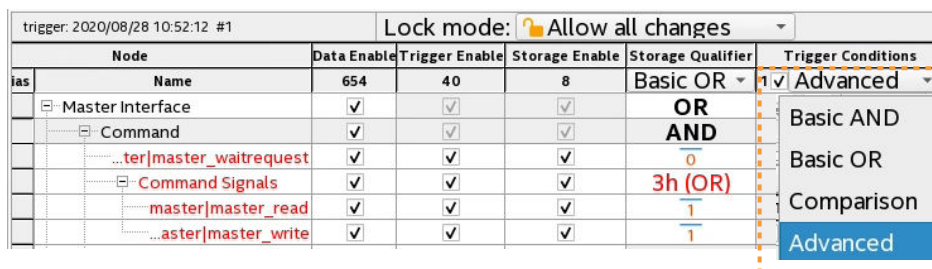 trigger: 2020/08/28 10:52:12 #1 Lock mode: Allow all changes
Node Data Enable Trigger Enable Storage Enable Storage Qualifier Trigger Conditions
ias Name 654 40 8 Basic OR 1 Advanced
Master Interface OR
Command AND
...ter|master_waitrequest 0
Command Signals 3h (OR)
master|master_read 1
...aster|master_write 1
Basic AND
Basic OR
Comparison
Advanced